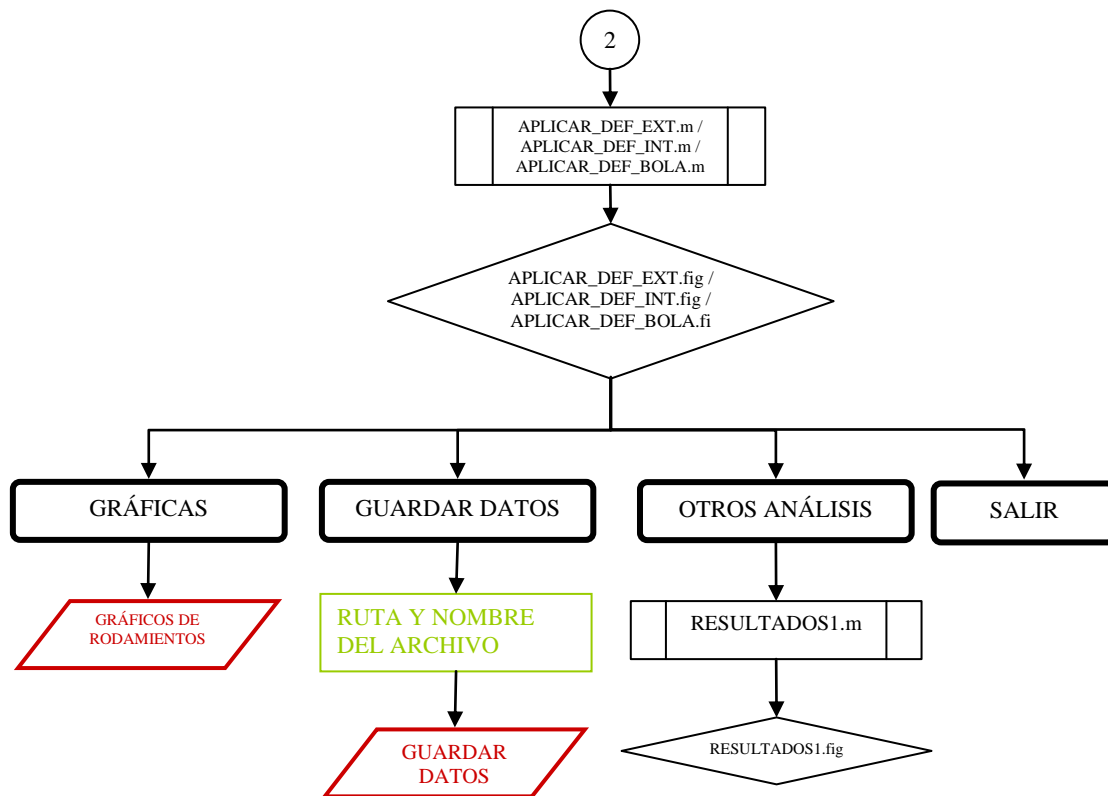 2
APLICAR_DEF_EXT.m /
APLICAR_DEF_INT.m /
APLICAR_DEF_BOLA.m
APLICAR_DEF_EXT.fig /
APLICAR_DEF_INT.fig /
APLICAR_DEF_BOLA.fi
GRÁFICAS
GUARDAR DATOS
OTROS ANÁLISIS
SALIR
GRÁFICOS DE
RODAMIENTOS
RUTA Y NOMBRE
DEL ARCHIVO
RESULTADOS1.m
GUARDAR
DATOS
RESULTADOS1.fig